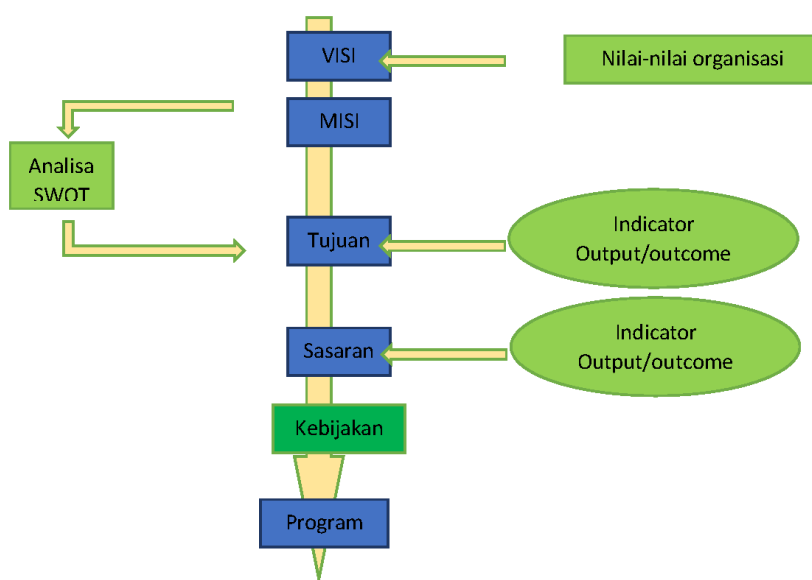 VISI
Nilai-nilai organisasi
MISI
Analisa
SWOT
Tujuan
Indicator
Output/outcome
Sasaran
Indicator
Output/outcome
Kebijakan
Program